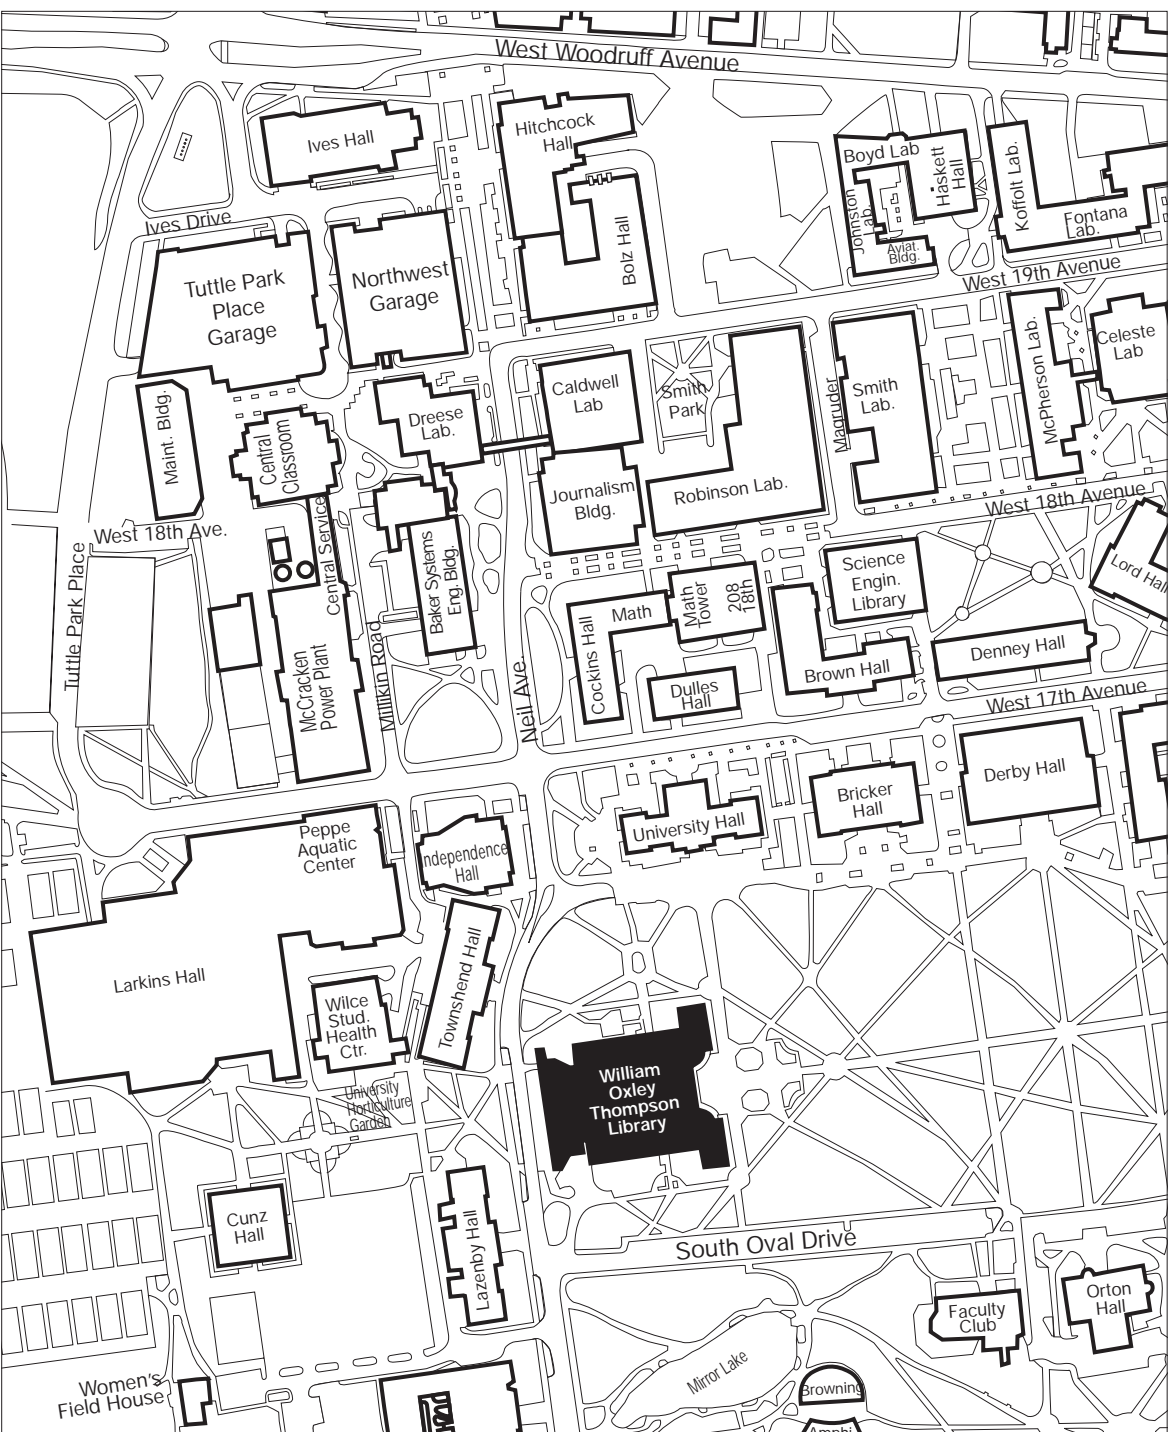 West Woodruff Avenue
Ives Hall
Hitchcock
Hall
Boyd Lab
Haskett
Hall
Koffolt Lab.
Johnston
Lab.
Aviat.
Bldg.
Fontana
Lab.
Ives Drive
Bolz Hall
West 19th Avenue
Tuttle Park
Place
Garage
Northwest
Garage
Caldwell
Lab
Smith
Park
Magruder
Smith
Lab.
McPherson Lab.
Celeste
Lab
Maint. Bldg.
Central
Classroom
Dreese
Lab.
Journalism
Bldg.
Robinson Lab.
West 18th Avenue
West 18th Ave.
Central Service
Baker Systems
Eng. Bldg.
Science
Engin.
Library
Lord Hall
Tuttle Park Place
Math
Math
Tower
208
18th
Cockins Hall
Denney Hall
Brown Hall
Dulles
Hall
McCracken
Power Plant
Millikin Road
Neil Ave.
West 17th Avenue
Derby Hall
Bricker
Hall
University Hall
Peppe
Aquatic
Center
ndependence
Hall
Larkins Hall
Townshend Hall
Wilce
Stud.
Health
Ctr.
William
Oxley
Thompson
Library
University
Horticulture
Garden
Cunz
Hall
Lazenby Hall
South Oval Drive
Faculty
Club
Orton
Hall
Mirror Lake
Browning
Amphi
Women's
Field House